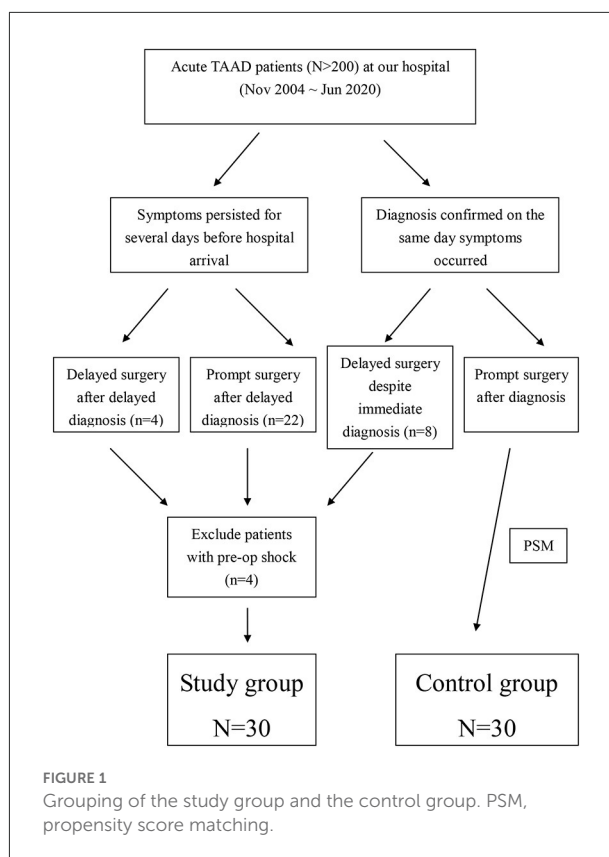 Acute TAAD patients (N>200) at our hospital
(Nov 2004 ~ Jun 2020)
Symptoms persisted for
several days before hospital
arrival
Diagnosis confirmed on the
same day symptoms
occurred
Delayed surgery
after delayed
diagnosis (n=4)
Prompt surgery
after delayed
diagnosis (n=22)
Delayed surgery
despite
immediate
diagnosis (n=8)
Prompt surgery
after diagnosis
Exclude patients
with pre-op shock
(n=4)
PSM
Study group
N=30
Control group
N=30
FIGURE 1
Grouping of the study group and the control group. PSM,
propensity score matching.